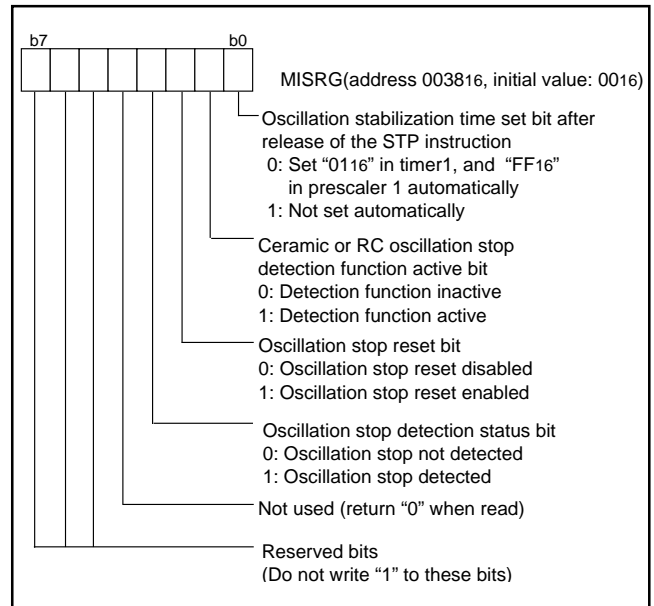 b7 b0
MISRG(address 003816, initial value: 0016)
Oscillation stabilization time set bit after
release of the STP instruction
0: Set “0116” in timer1, and “FF16”
in prescaler 1 automatically
1: Not set automatically
Ceramic or RC oscillation stop
detection function active bit
0: Detection function inactive
1: Detection function active
Oscillation stop reset bit
0: Oscillation stop reset disabled
1: Oscillation stop reset enabled
Oscillation stop detection status bit
0: Oscillation stop not detected
1: Oscillation stop detected
Not used (return “0” when read)
Reserved bits
(Do not write “1” to these bits)